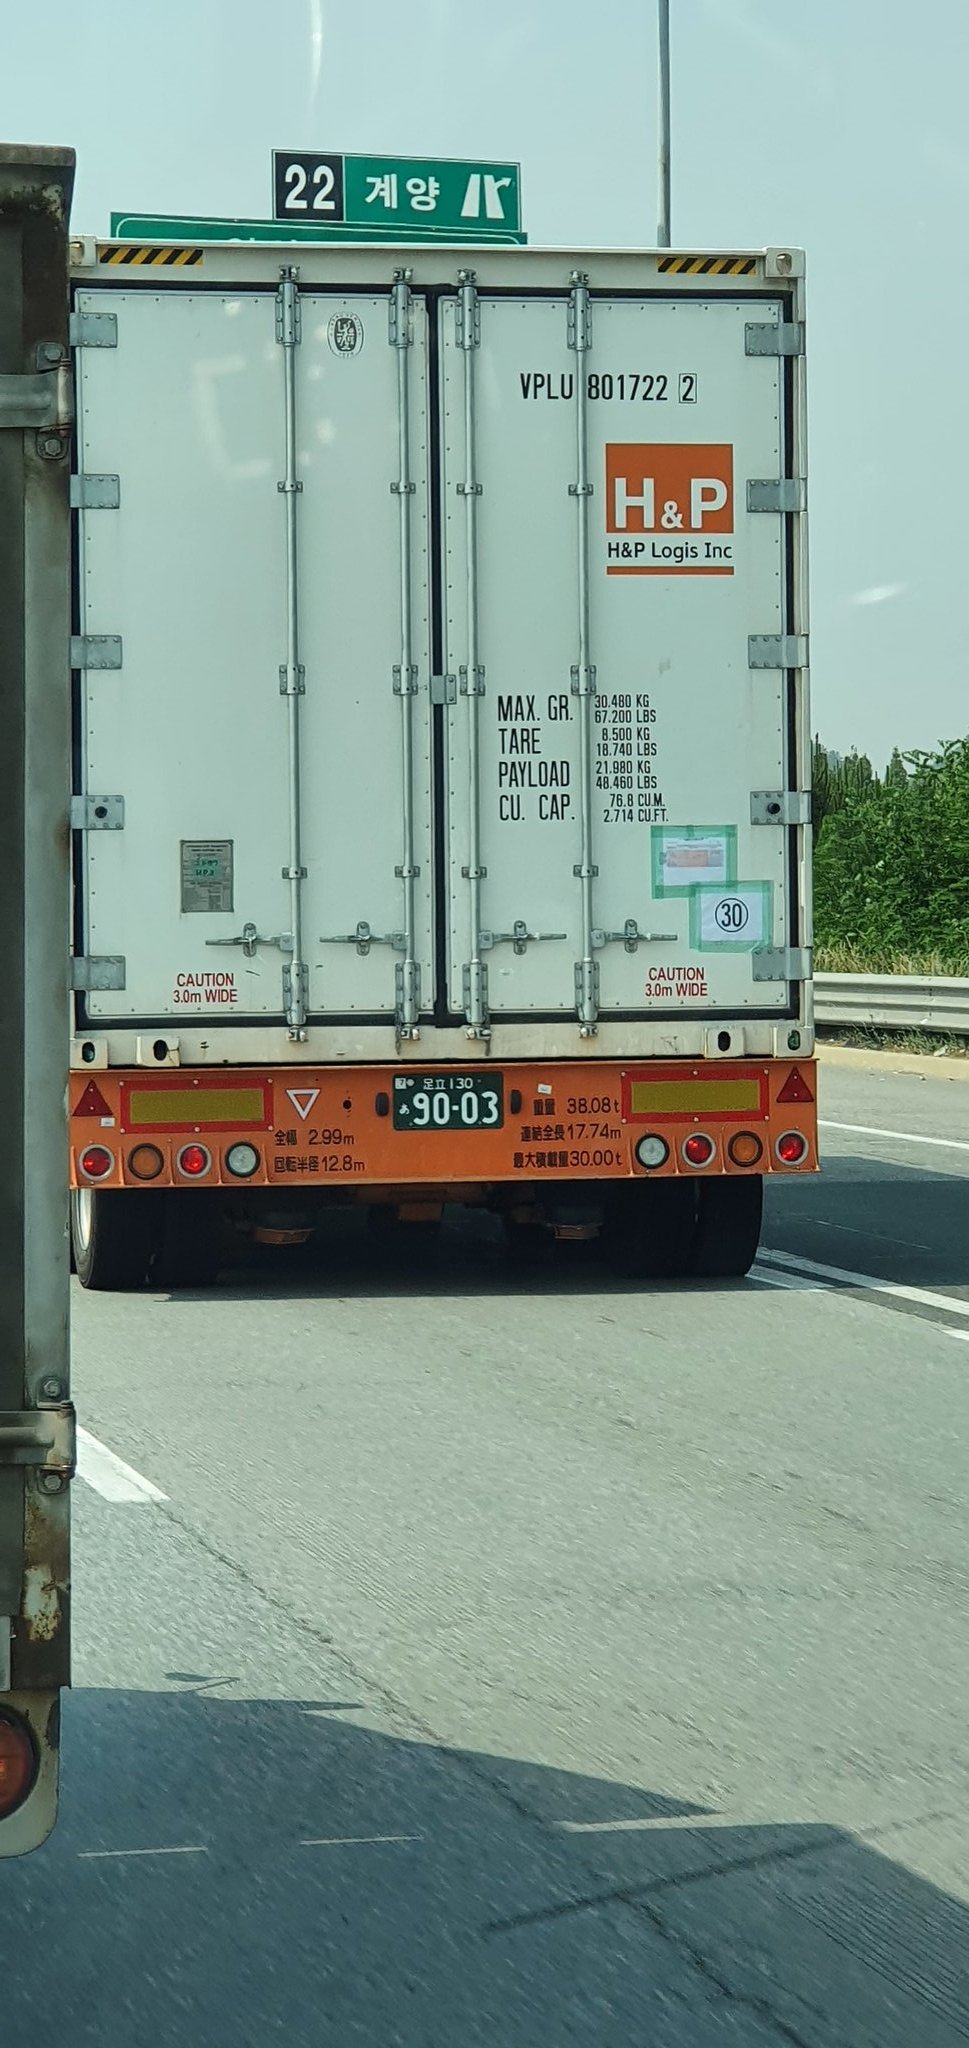 22 계양
VPLU 801722 2
H&P
H&P Logis Inc
MAX. GR. 30.480 KG
67.200 LBS
TARE 8.500 KG
18.740 LBS
PAYLOAD 21.980 KG
48.460 LBS
CU. CAP. 76.8 CU.M.
2.714 CU.FT.
30
CAUTION
3.0m WIDE
CAUTION
3.0m WIDE
足立 130
あ 90-03
全幅 2.99m
回転半径 12.8m
重量 38.08t
連結全長 17.74m
最大積載量 30.00t